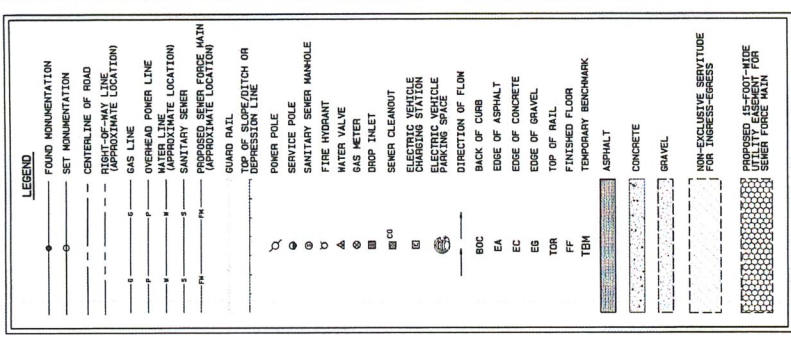 LEGEND
FOUND MONUMENTATION
SET MONUMENTATION
CENTERLINE OF ROAD
RIGHT-OF-WAY LINE
(APPROXIMATE LOCATION)
G G GAS LINE
P P OVERHEAD POWER LINE
W W WATER LINE
(APPROXIMATE LOCATION)
S S SANITARY SEWER
FM FM PROPOSED SEWER FORCE MAIN
(APPROXIMATE LOCATION)
GUARD RAIL
TOP OF SLOPE/DITCH OR
DEPRESSION LINE
POWER POLE
SERVICE POLE
SANITARY SEWER MANHOLE
FIRE HYDRANT
WATER VALVE
GAS METER
DROP INLET
CO SEWER CLEANOUT
ELECTRIC VEHICLE
CHARGING STATION
ELECTRIC VEHICLE
PARKING SPACE
DIRECTION OF FLOW
BOC BACK OF CURB
EA EDGE OF ASPHALT
EC EDGE OF CONCRETE
EG EDGE OF GRAVEL
TOR TOP OF RAIL
FF FINISHED FLOOR
TBM TEMPORARY BENCHMARK
ASPHALT
CONCRETE
GRAVEL
NON-EXCLUSIVE SERVITUDE
FOR INGRESS-EGRESS
PROPOSED 15-FOOT-WIDE
UTILITY EASEMENT FOR
SEWER FORCE MAIN